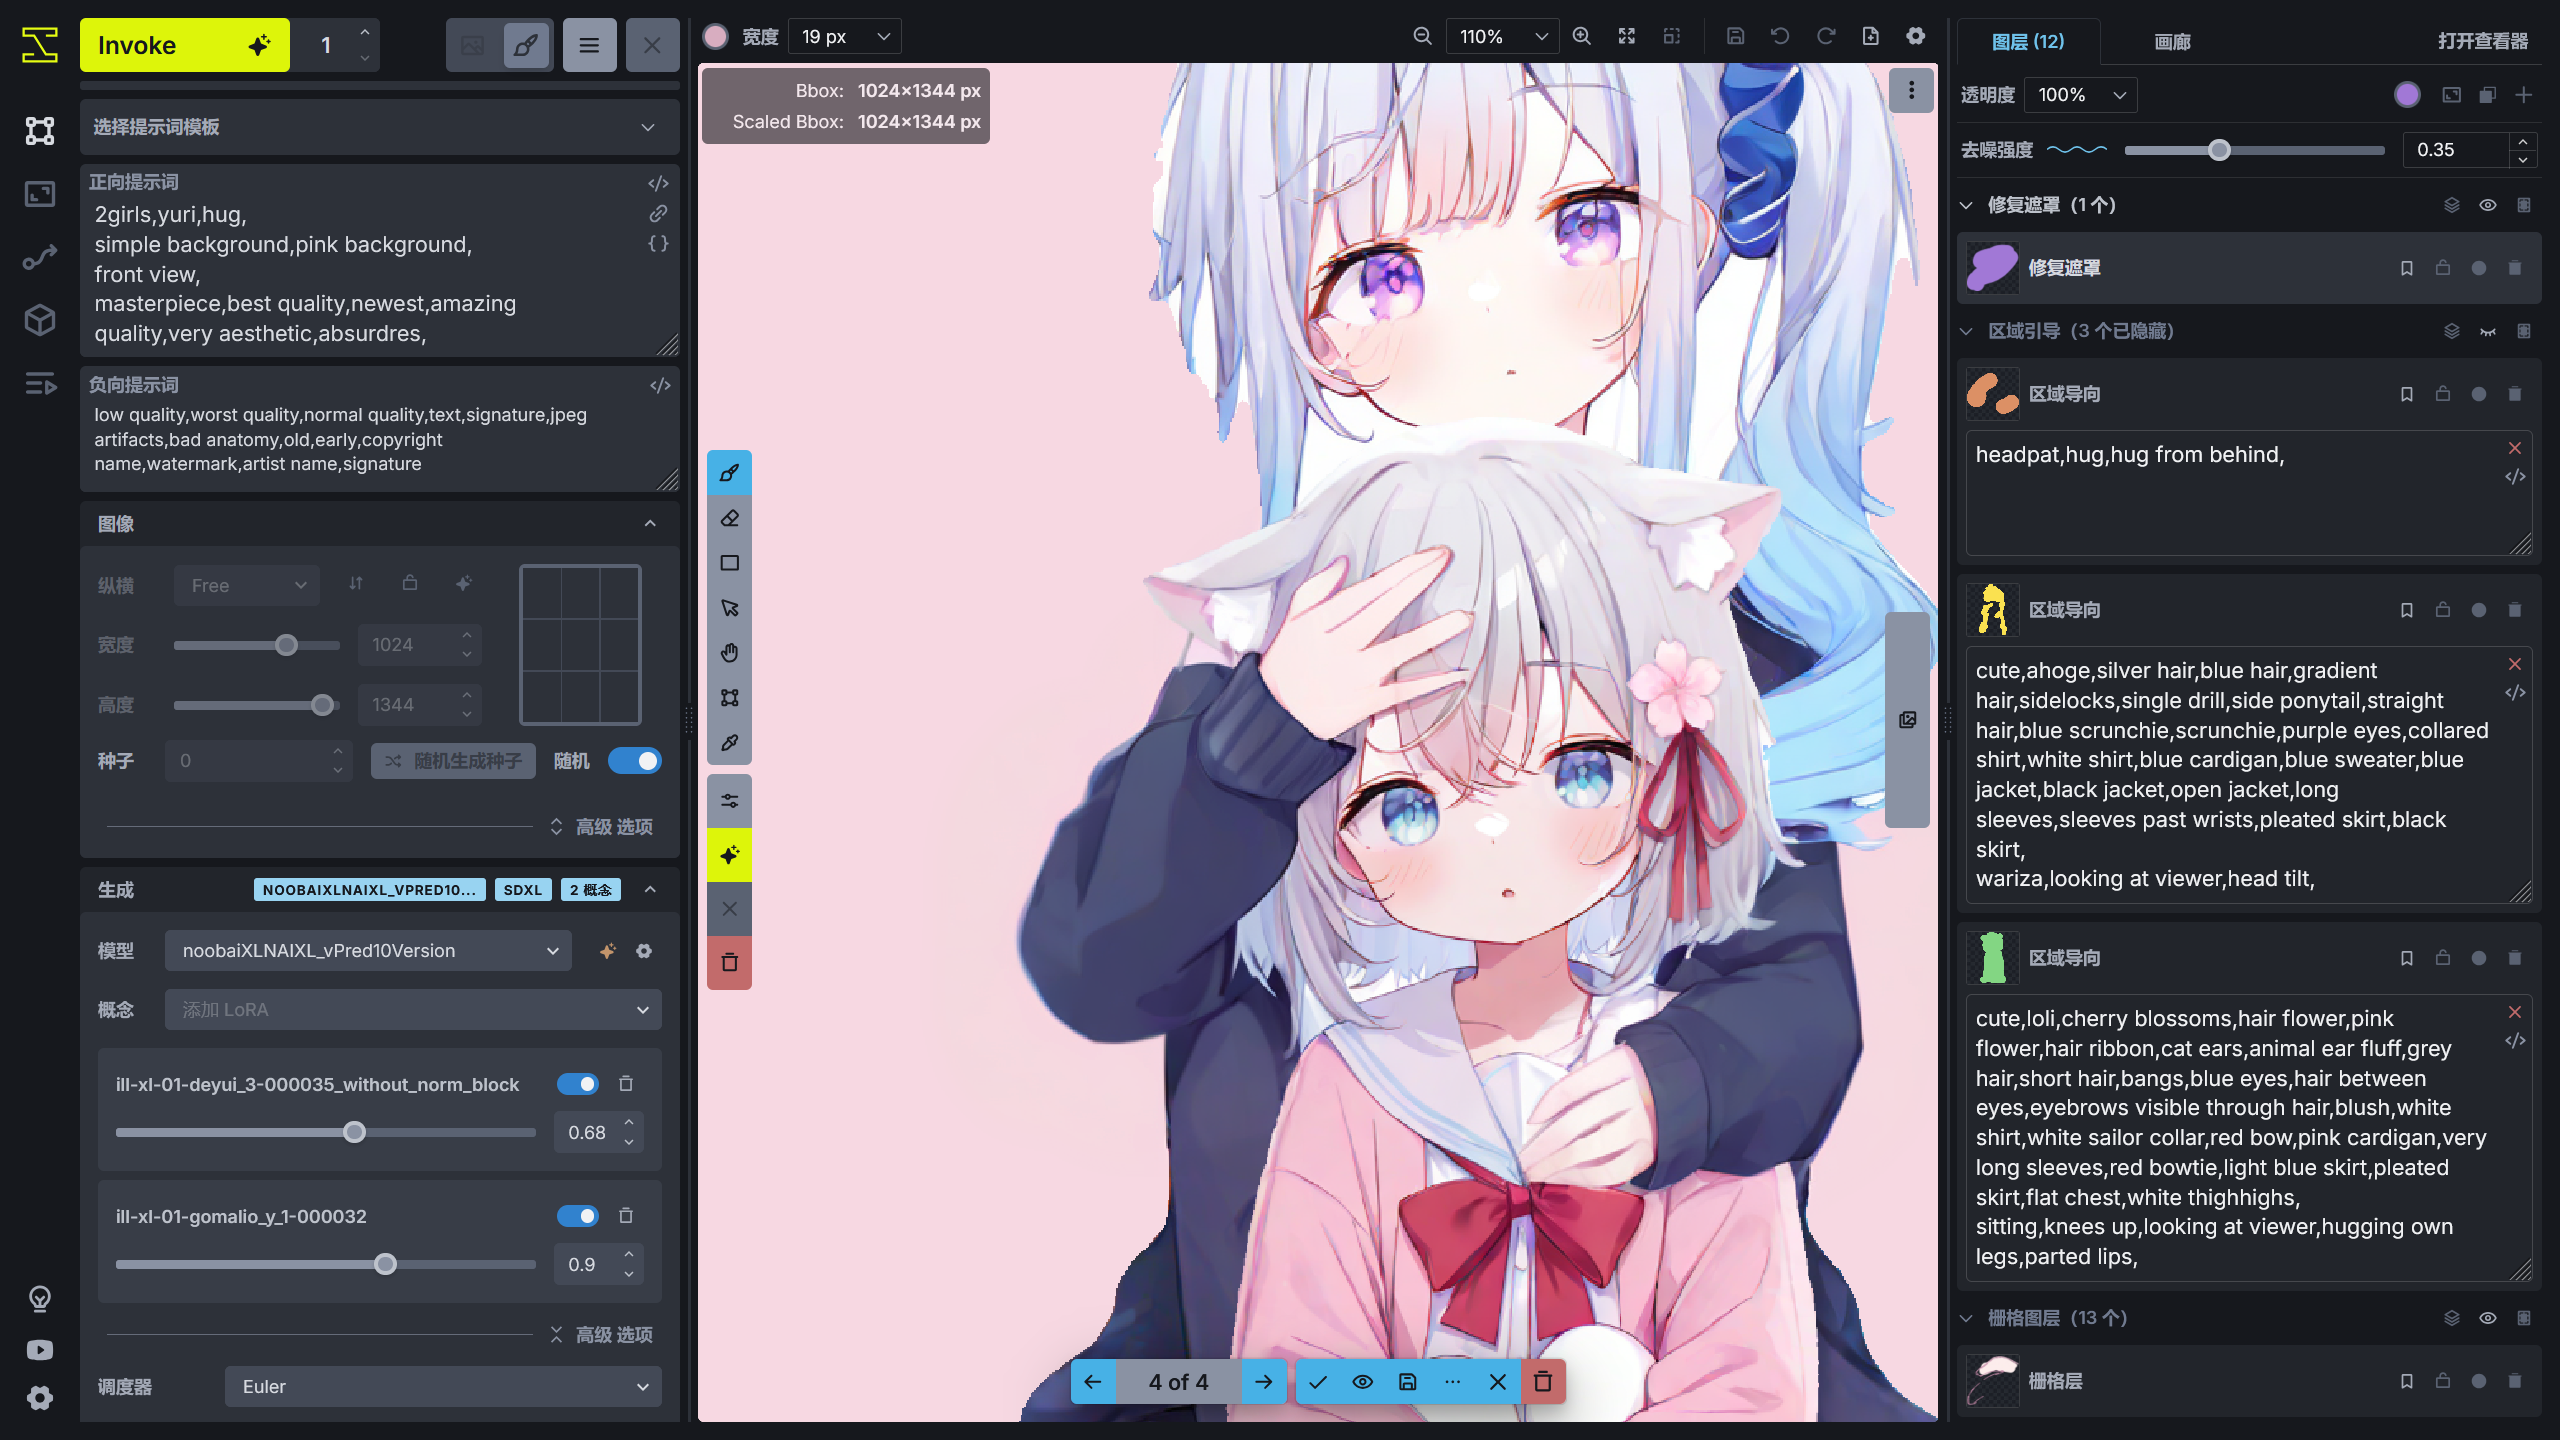 Invoke
1
选择提示词模板
正向提示词
2girls,yuri,hug,
simple background,pink background,
front view,
masterpiece,best quality,newest,amazing
quality,very aesthetic,absurdres,
负向提示词
low quality,worst quality,normal quality,text,signature,jpeg
artifacts,bad anatomy,old,early,copyright
name,watermark,artist name,signature
图像
纵横
Free
宽度
1024
高度
1344
种子
0
随机生成种子
随机
高级 选项
生成
NOOBAIXLNAIXL_VPRED10...
SDXL
2 概念
模型
noobaiXLNAIXL_vPred10Version
概念
添加 LoRA
ill-xl-01-deyui_3-000035_without_norm_block
0.68
ill-xl-01-gomalio_y_1-000032
0.9
高级 选项
调度器
Euler
宽度
19 px
110%
Bbox: 1024×1344 px
Scaled Bbox: 1024×1344 px
4 of 4
图层 (12)
画廊
打开查看器
透明度
100%
去噪强度
0.35
修复遮罩 (1 个)
修复遮罩
区域引导 (3 个已隐藏)
区域导向
headpat,hug,hug from behind,
区域导向
cute,ahoge,silver hair,blue hair,gradient
hair,sidelocks,single drill,side ponytail,straight
hair,blue scrunchie,scrunchie,purple eyes,collared
shirt,white shirt,blue cardigan,blue sweater,blue
jacket,black jacket,open jacket,long
sleeves,sleeves past wrists,pleated skirt,black
skirt,
wariza,looking at viewer,head tilt,
区域导向
cute,loli,cherry blossoms,hair flower,pink
flower,hair ribbon,cat ears,animal ear fluff,grey
hair,short hair,bangs,blue eyes,hair between
eyes,eyebrows visible through hair,blush,white
shirt,white sailor collar,red bow,pink cardigan,very
long sleeves,red bowtie,light blue skirt,pleated
skirt,flat chest,white thighhighs,
sitting,knees up,looking at viewer,hugging own
legs,parted lips,
栅格图层 (13 个)
栅格层